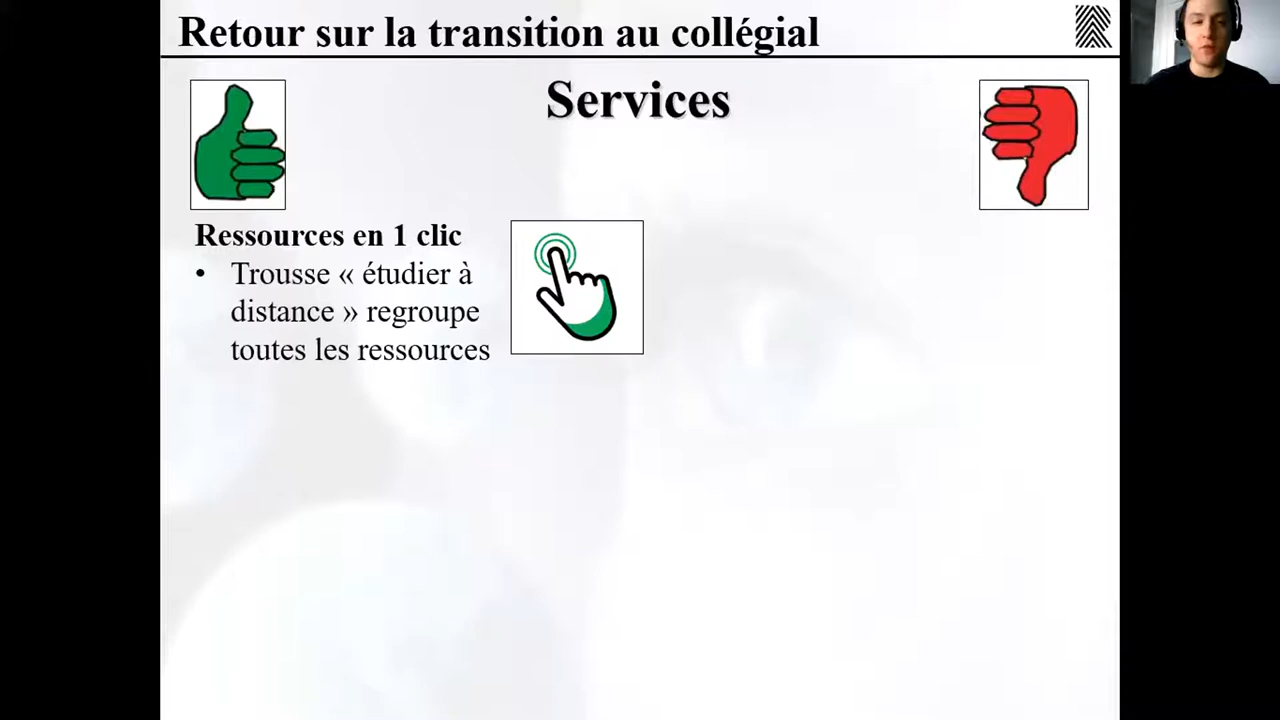 Retour sur la transition au collégial
Services
Ressources en 1 clic
• Trousse « étudier à
distance » regroupe
toutes les ressources